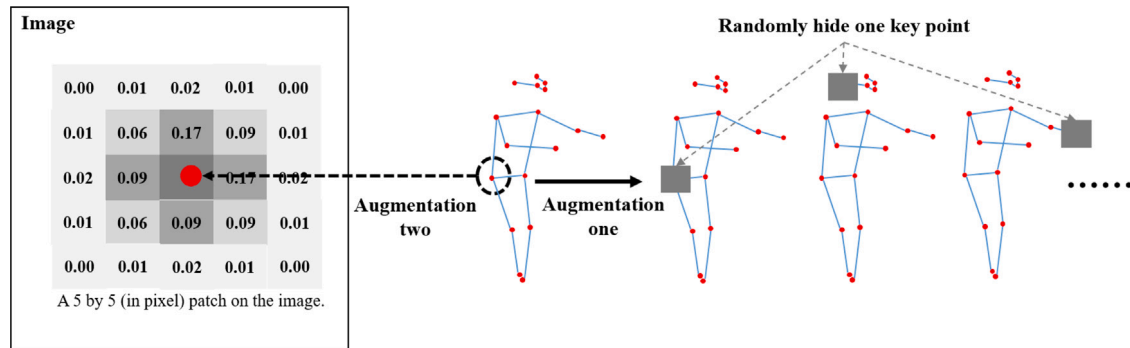 Image
Randomly hide one key point
0.00 0.01 0.02 0.01 0.00
0.01 0.06 0.17 0.09 0.01
0.02 0.09 0.17 0.02
0.01 0.06 0.09 0.09 0.01
0.00 0.01 0.02 0.01 0.00
A 5 by 5 (in pixel) patch on the image.
Augmentation
two
Augmentation
one